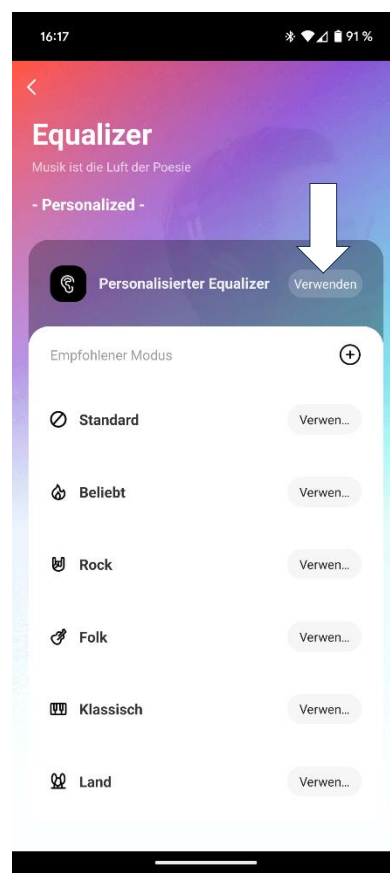 16:17
91 %
Equalizer
Musik ist die Luft der Poesie
- Personalized -
Personalisierter Equalizer Verwenden
Empfohlener Modus
Standard Verwen...
Beliebt Verwen...
Rock Verwen...
Folk Verwen...
Klassisch Verwen...
Land Verwen...